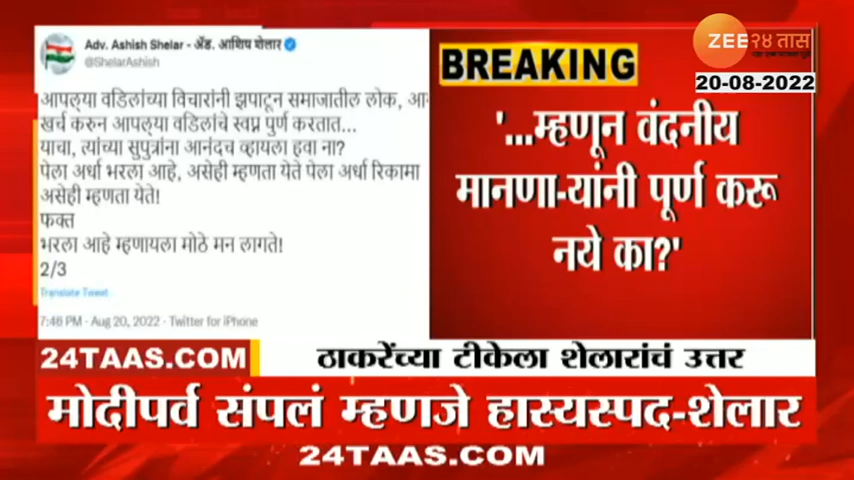 Adv. Ashish Shelar - ॲड. आशिष शेलार
@ShelarAshish
आपल्या वडिलांच्या विचारांनी झपाटून समाजातील लोक,
खर्च करुन आपल्या वडिलांचे स्वप्न पुर्ण करतात...
याचा, त्यांच्या सुपुत्रांना आनंदच व्हायला हवा ना?
पेला अर्धा भरला आहे, असेही म्हणता येते पेला अर्धा रिकामा
असेही म्हणता येते!
फक्त
भरला आहे म्हणायला मोठे मन लागते!
2/3
Translate Tweet
7:46 PM · Aug 20, 2022 · Twitter for iPhone
BREAKING
ZEE २४ तास
20-08-2022
'...म्हणून वंदनीय
मानणा-यांनी पूर्ण करू
नये का?'
24TAAS.COM
ठाकरेंच्या टीकेला शेलारांचं उत्तर
मोदीपर्व संपलं म्हणजे हास्यस्पद-शेलार
24TAAS.COM